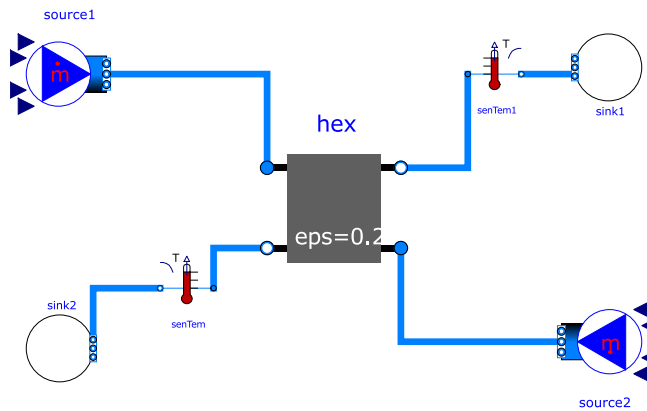 source1
ṁ
T
senTem1
sink1
hex
eps=0.2
T
senTem
sink2
ṁ
source2